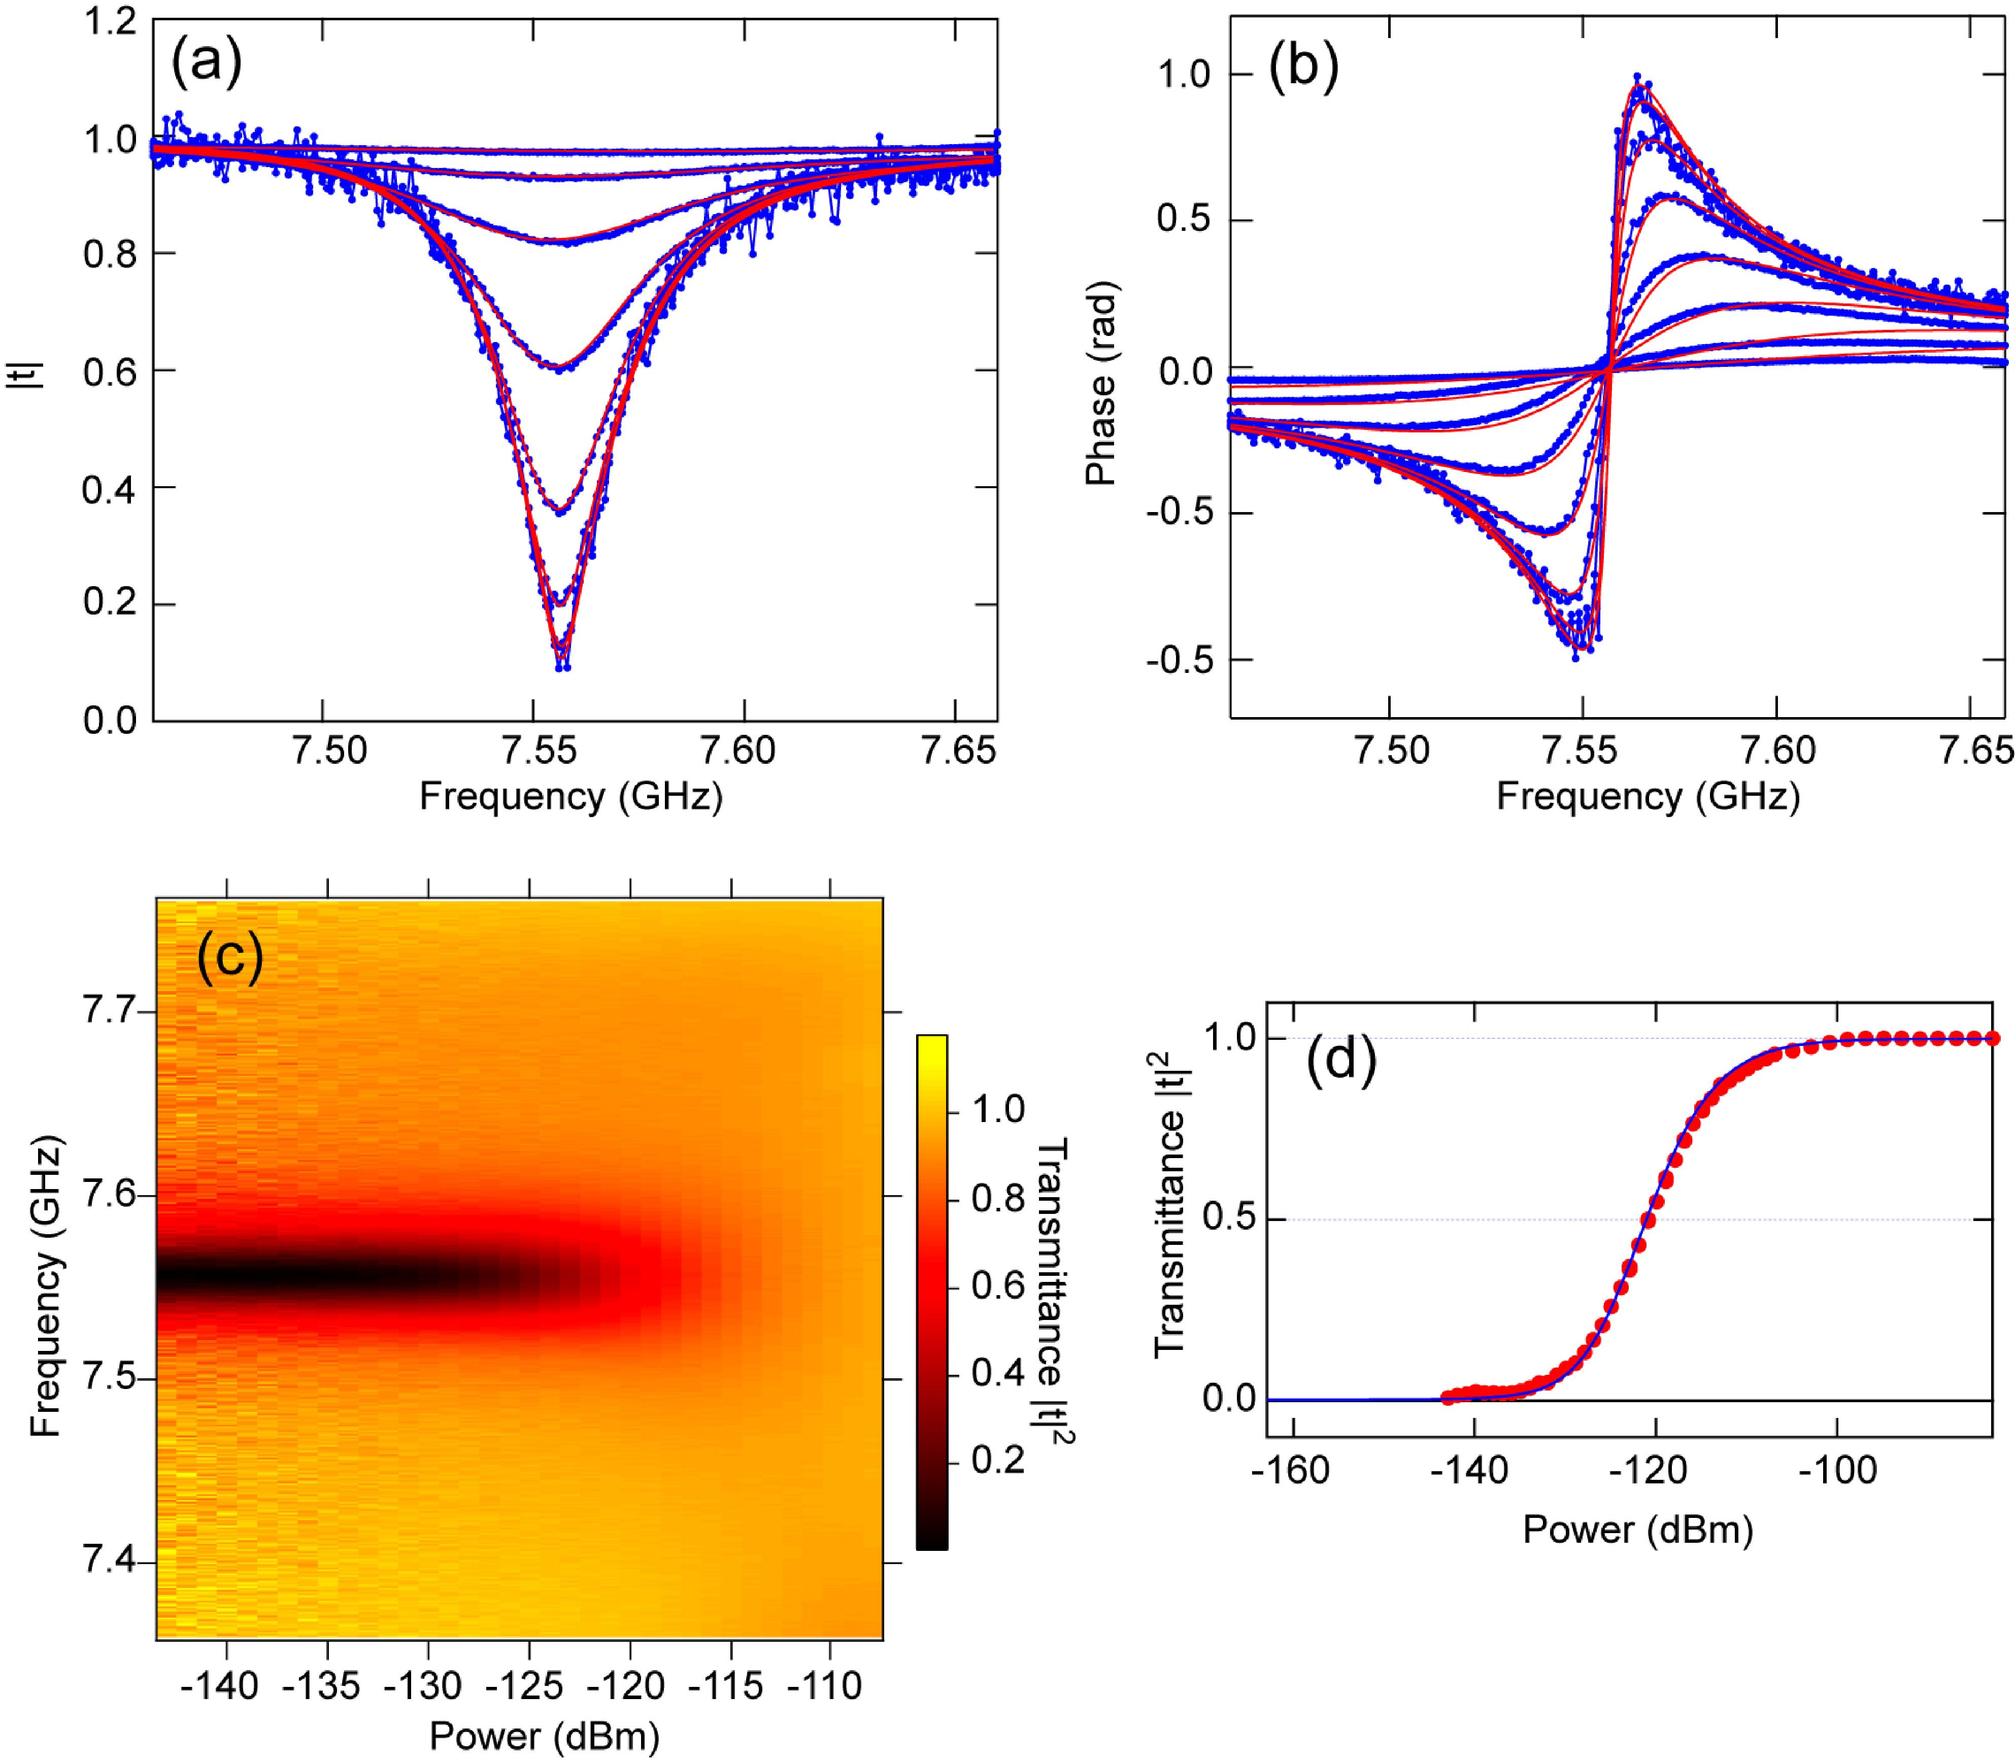 (a)
1.2
1.0
0.8
0.6
0.4
0.2
0.0
|t|
7.50 7.55 7.60 7.65
Frequency (GHz)
(b)
1.0
0.5
0.0
-0.5
-0.5
Phase (rad)
7.50 7.55 7.60 7.65
Frequency (GHz)
(c)
7.7
7.6
7.5
7.4
Frequency (GHz)
-140 -135 -130 -125 -120 -115 -110
Power (dBm)
1.0
0.8
0.6
0.4
0.2
Transmittance |t|²
(d)
1.0
0.5
0.0
Transmittance |t|²
-160 -140 -120 -100
Power (dBm)